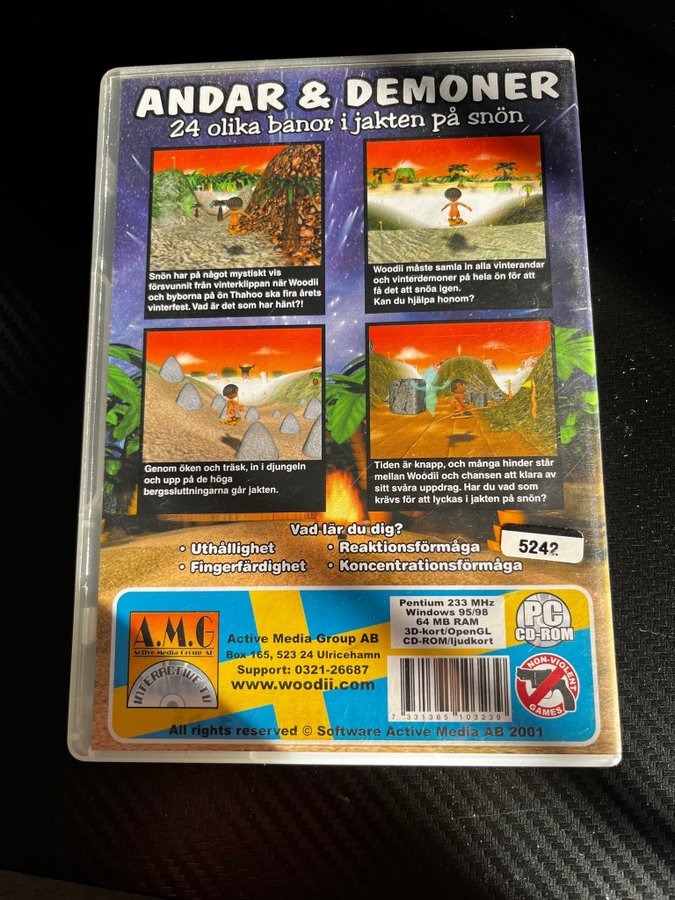 ANDAR & DEMONER
24 olika banor i jakten på snön
Snön har på något mystiskt vis
försvunnit från vinterklippan när Woodii
och byborna på ön Thahoo ska fira årets
vinterfest. Vad är det som har hänt?!
Woodii måste samla in alla vinterandar
och vinterdemoner på hela ön för att
få det att snöa igen.
Kan du hjälpa honom?
Genom öken och träsk, in i djungeln
och upp på de höga
bergssluttningarna går jakten.
Tiden är knapp, och många hinder står
mellan Woodii och chansen att klara av
sitt svåra uppdrag. Har du vad som
krävs för att lyckas i jakten på snön?
Vad lär du dig?
• Uthållighet
• Fingerfärdighet
• Reaktionsförmåga
• Koncentrationsförmåga
5242
A.M.G
Active Media Group AB
INTERACTIVE TV
Active Media Group AB
Box 165, 523 24 Ulricehamn
Support: 0321-26687
www.woodii.com
Pentium 233 MHz
Windows 95/98
64 MB RAM
3D-kort/OpenGL
CD-ROM/ljudkort
PC
CD-ROM
7 331365 103239
NON-VIOLENT
GAMES
All rights reserved © Software Active Media AB 2001